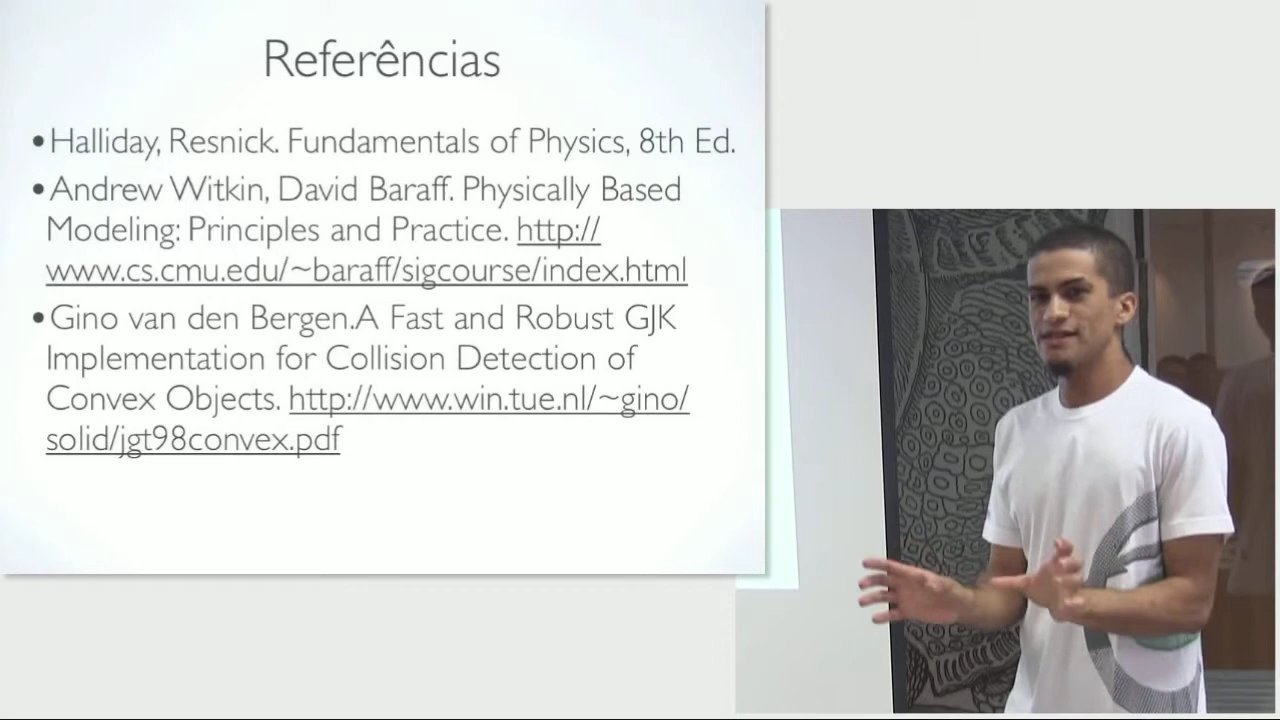 Referências
•Halliday, Resnick. Fundamentals of Physics, 8th Ed.
•Andrew Witkin, David Baraff. Physically Based
Modeling: Principles and Practice. http://
www.cs.cmu.edu/~baraff/sigcourse/index.html
•Gino van den Bergen.A Fast and Robust GJK
Implementation for Collision Detection of
Convex Objects. http://www.win.tue.nl/~gino/
solid/jgt98convex.pdf